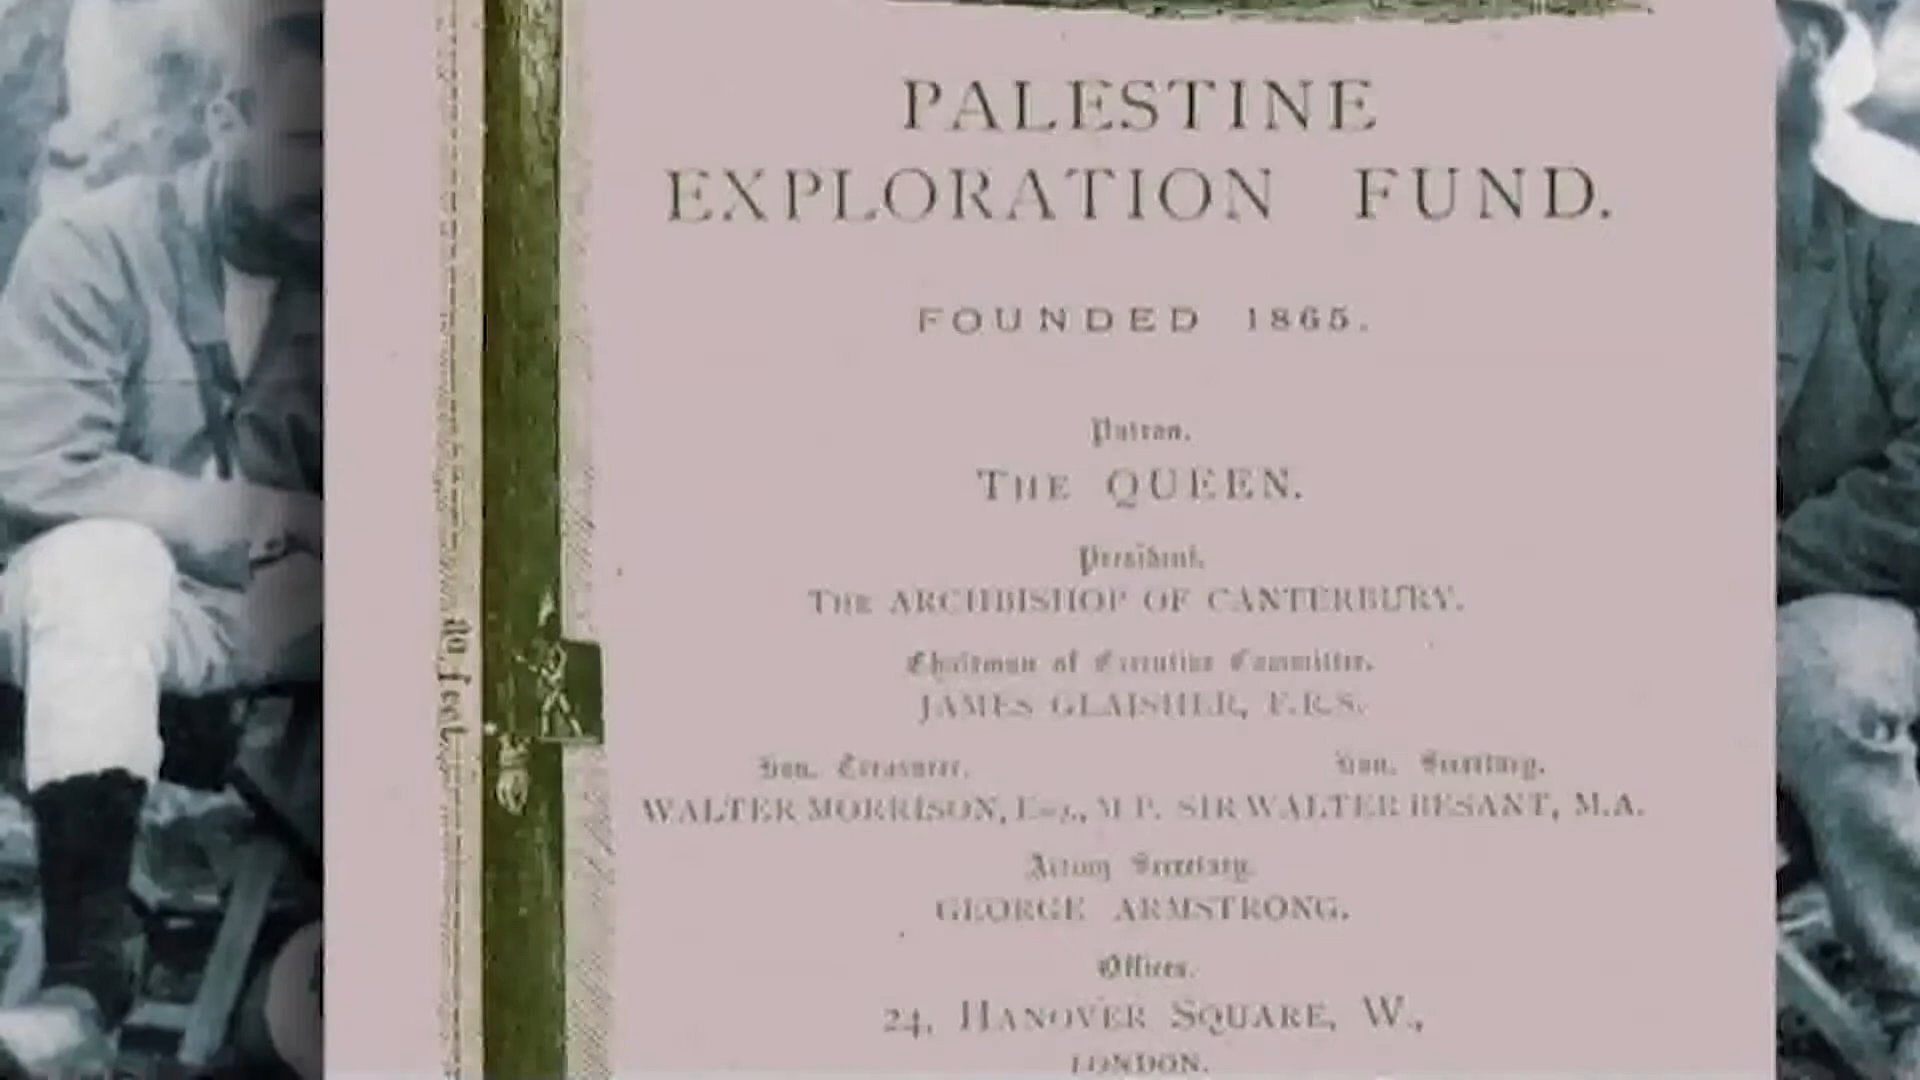 PALESTINE
EXPLORATION FUND.
FOUNDED 1865.
Patron.
THE QUEEN.
President.
THE ARCHBISHOP OF CANTERBURY.
Chairman of Executive Committee.
JAMES GLAISHER, F.R.S.
Hon. Treasurer. Hon. Secretary.
WALTER MORRISON, Esq., M.P. SIR WALTER BESANT, M.A.
Acting Secretary.
GEORGE ARMSTRONG.
Offices.
24, HANOVER SQUARE, W.,
LONDON.